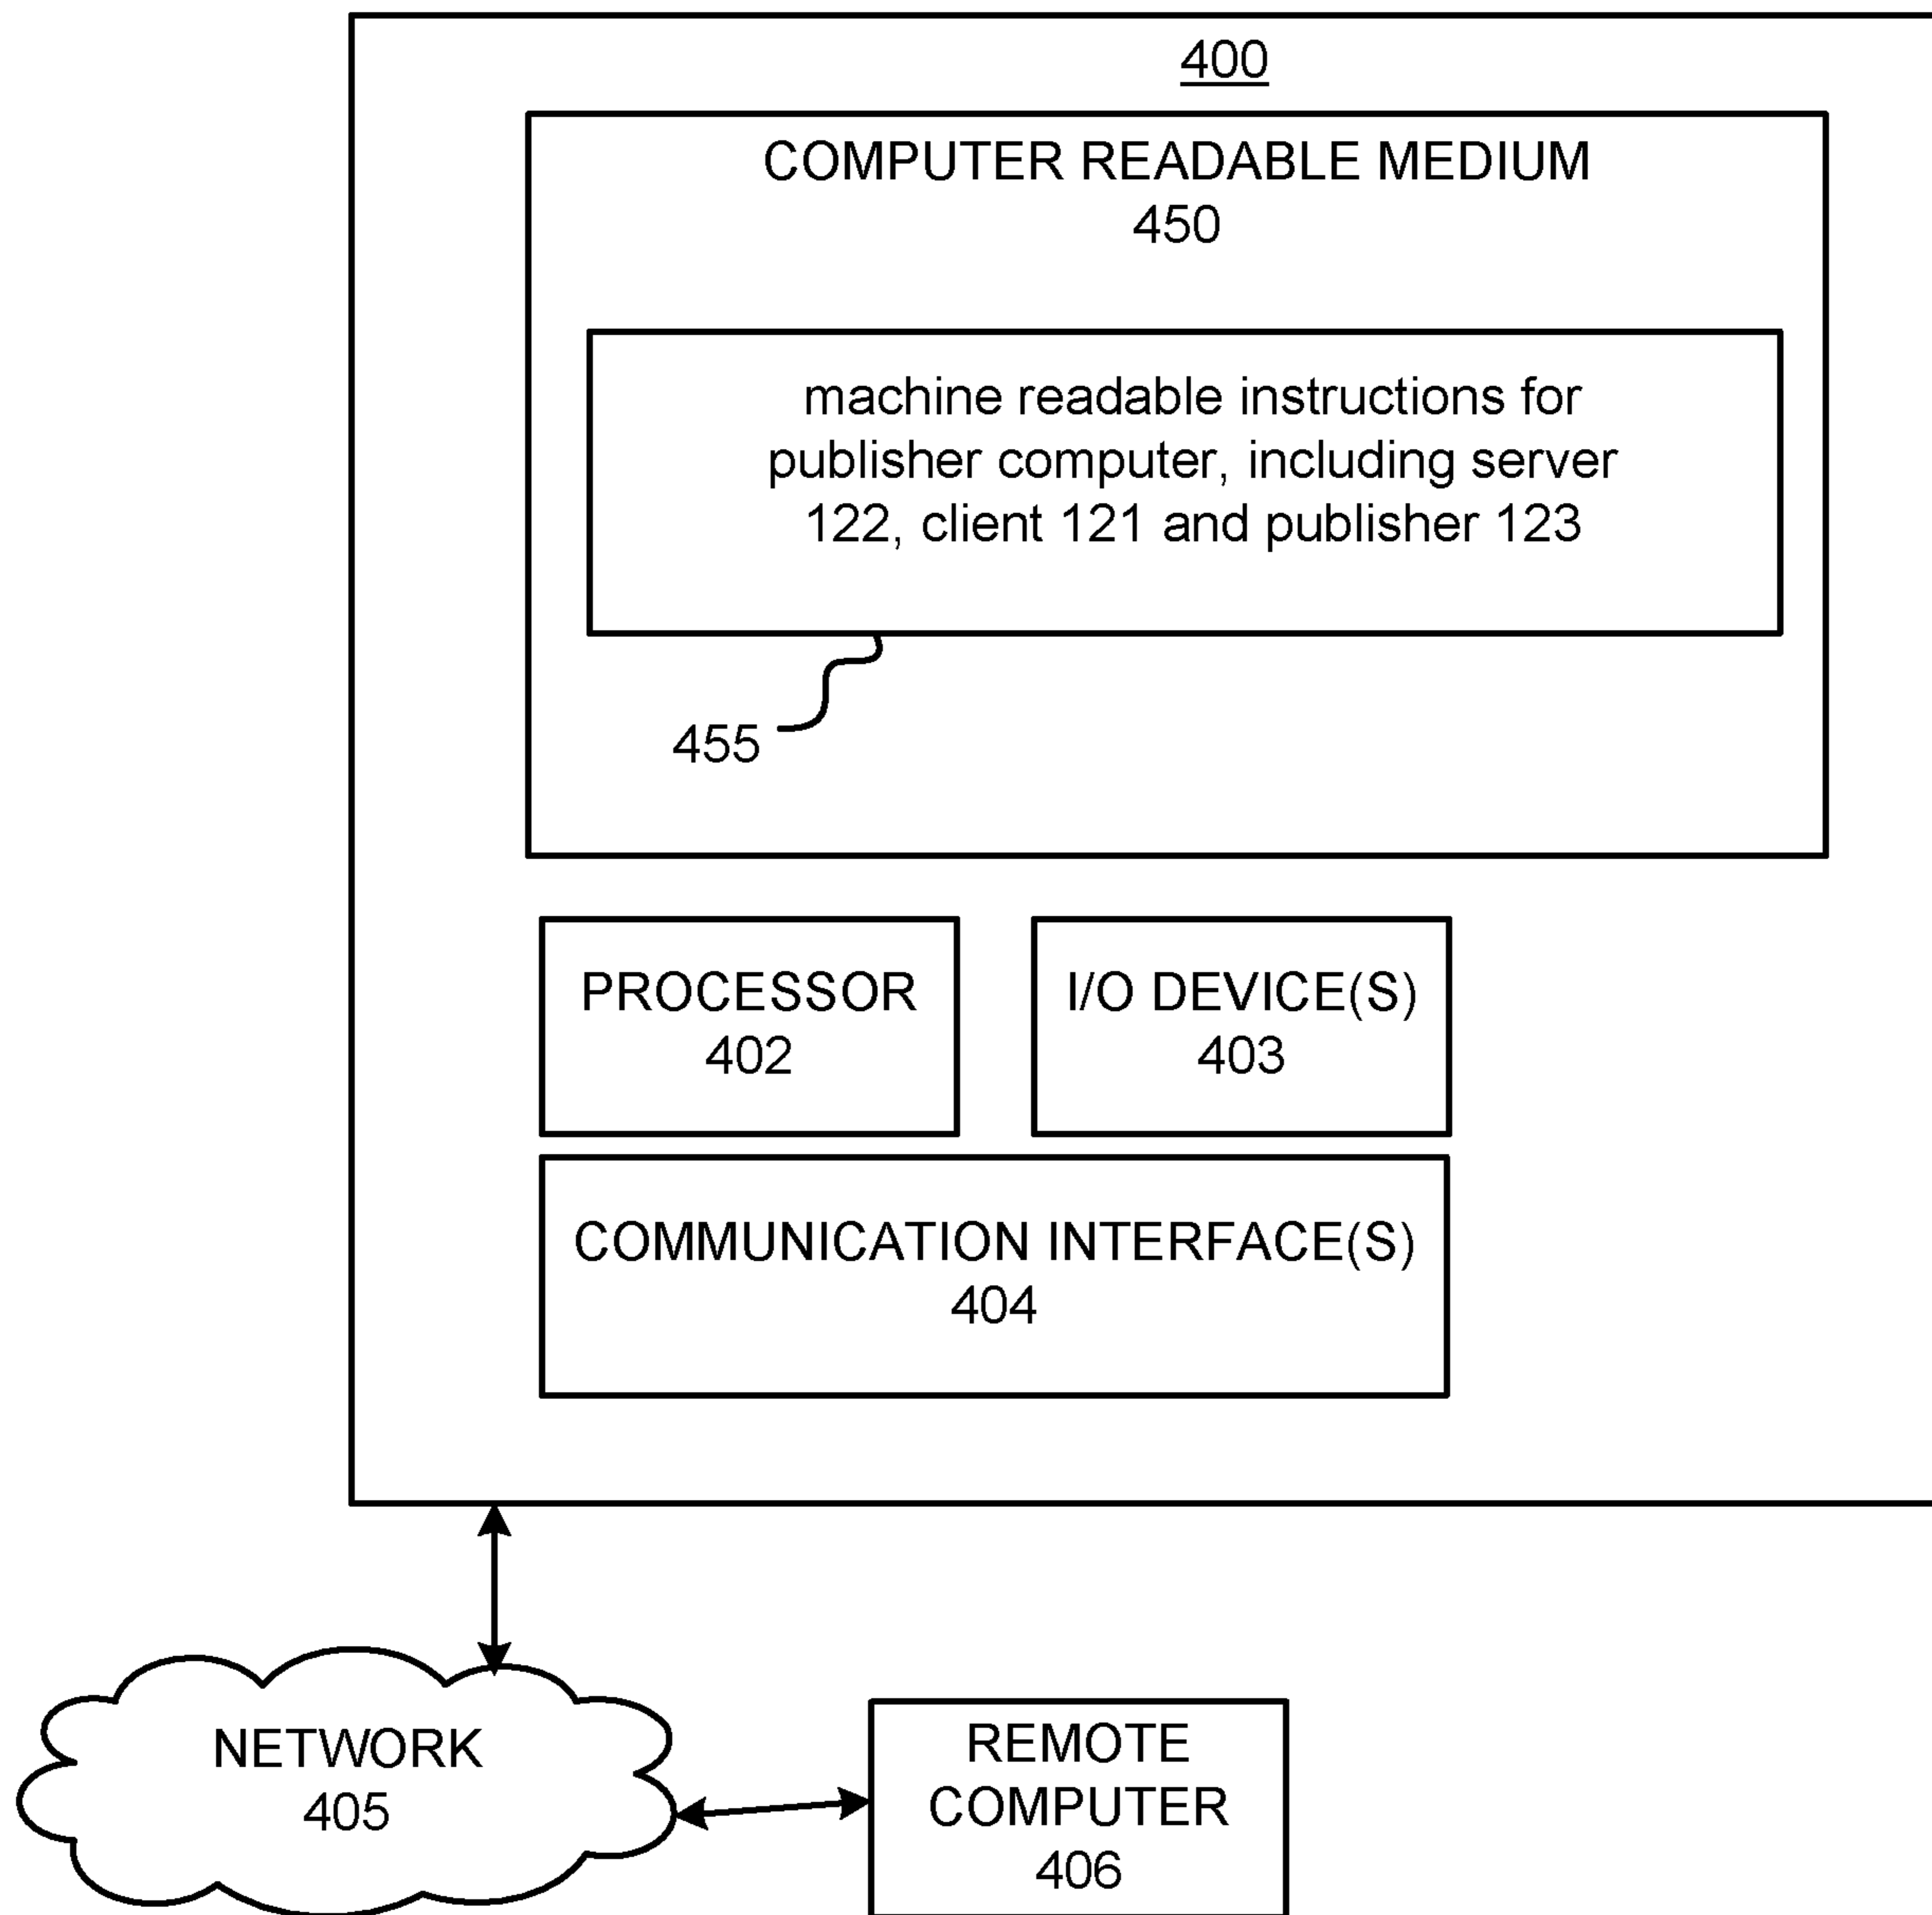 400
COMPUTER READABLE MEDIUM
450
machine readable instructions for
publisher computer, including server
122, client 121 and publisher 123
455
PROCESSOR
402
I/O DEVICE(S)
403
COMMUNICATION INTERFACE(S)
404
NETWORK
405
REMOTE
COMPUTER
406